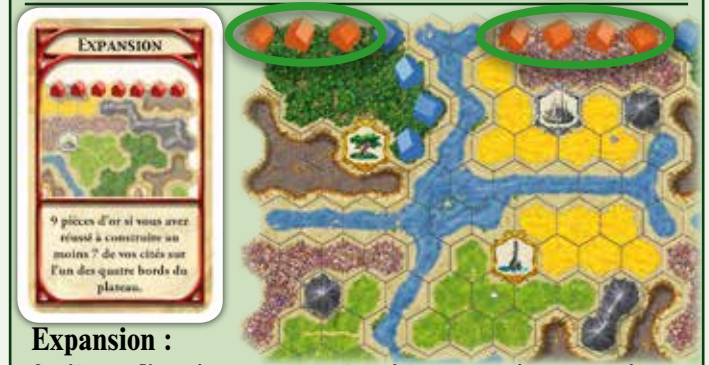 EXPANSION
9 pièces d'or si vous avez
réussé à construire au
moins 7 de vos cités sur
l'un des quatre bords du
plateau.
Expansion :